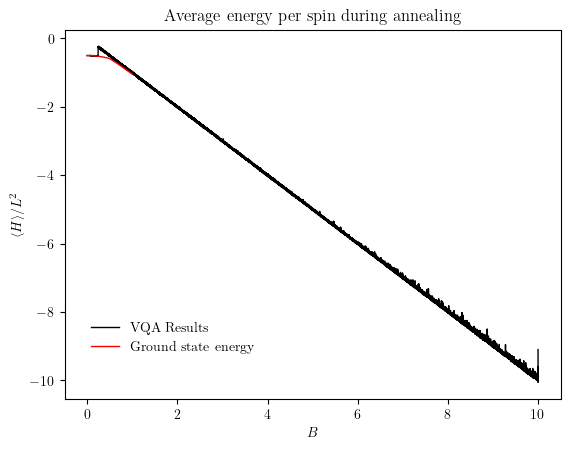 Average energy per spin during annealing
0
−2
−4
−6
−8
−10
⟨H⟩/L²
VQA Results
Ground state energy
0 2 4 6 8 10
B